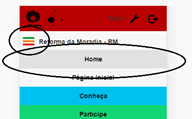 Reforma da Moradia - RM
Home
Página Inicial
Conheça
Participe